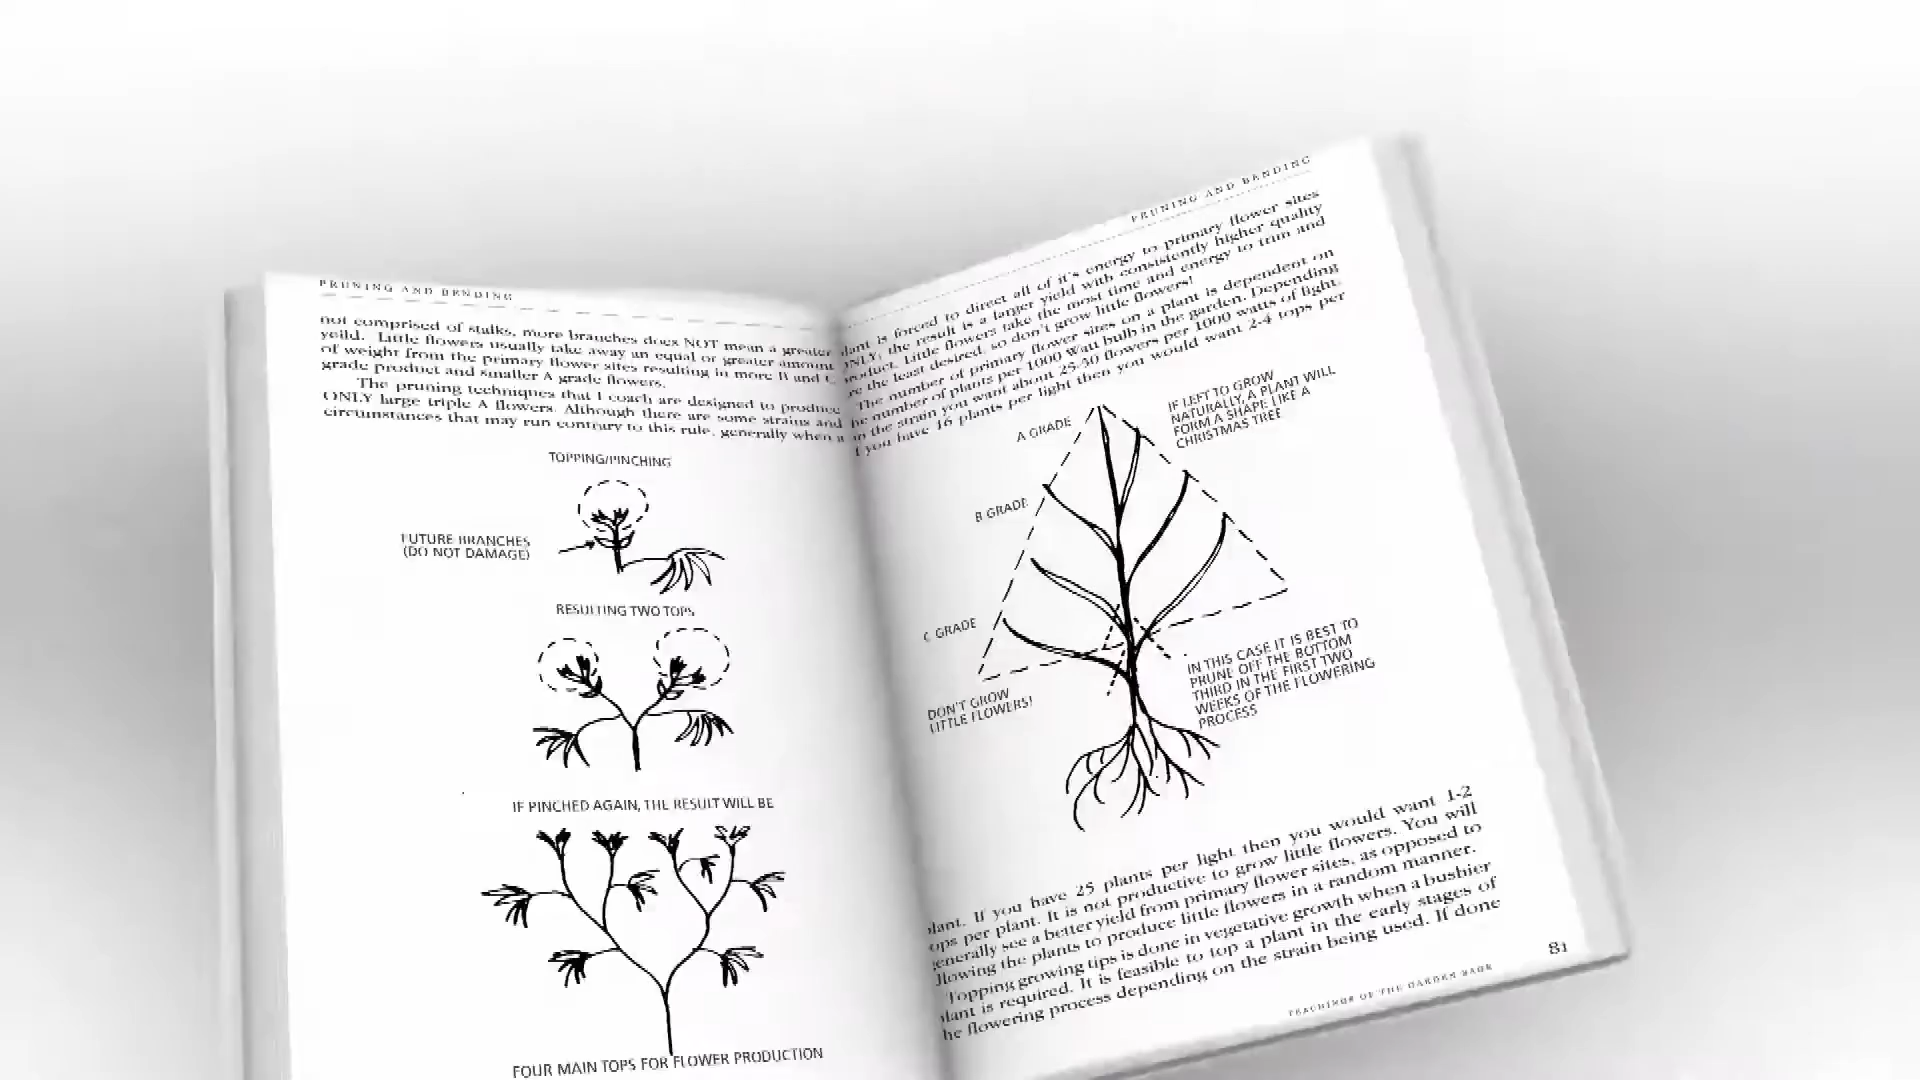 PRUNING AND BENDING
not comprised of stalks, more branches does NOT mean a greater
yeild. Little flowers usually take away an equal or greater amount
of weight from the primary flower sites resulting in more B and C
grade product and smaller A grade flowers.
The pruning techniques that I coach are designed to produce
ONLY large triple A flowers. Although there are some strains and
circumstances that may run contrary to this rule, generally when a
TOPPING/PINCHING
FUTURE BRANCHES
(DO NOT DAMAGE)
RESULTING TWO TOPS
IF PINCHED AGAIN, THE RESULT WILL BE
FOUR MAIN TOPS FOR FLOWER PRODUCTION
PRUNING AND BENDING
lant is forced to direct all of it's energy to primary flower sites
ONLY; the result is a larger yield with consistently higher quality
roduct. Little flowers take the most time and energy to trim and
re the least desired, so don't grow little flowers!
The number of primary flower sites on a plant is dependent on
he number of plants per 1000 Watt bulb in the garden. Depending
on the strain you want about 25-50 flowers per 1000 watts of light.
f you have 16 plants per light then you would want 2-4 tops per
A GRADE
IF LEFT TO GROW
NATURALLY, A PLANT WILL
FORM A SHAPE LIKE A
CHRISTMAS TREE
B GRADE
C GRADE
DON'T GROW
LITTLE FLOWERS!
IN THIS CASE IT IS BEST TO
PRUNE OFF THE BOTTOM
THIRD IN THE FIRST TWO
WEEKS OF THE FLOWERING
PROCESS
lant. If you have 25 plants per light then you would want 1-2
ops per plant. It is not productive to grow little flowers. You will
generally see a better yield from primary flower sites, as opposed to
llowing the plants to produce little flowers in a random manner.
Topping growing tips is done in vegetative growth when a bushier
lant is required. It is feasible to top a plant in the early stages of
he flowering process depending on the strain being used. If done
81
TEACHINGS OF THE GARDEN SAGE